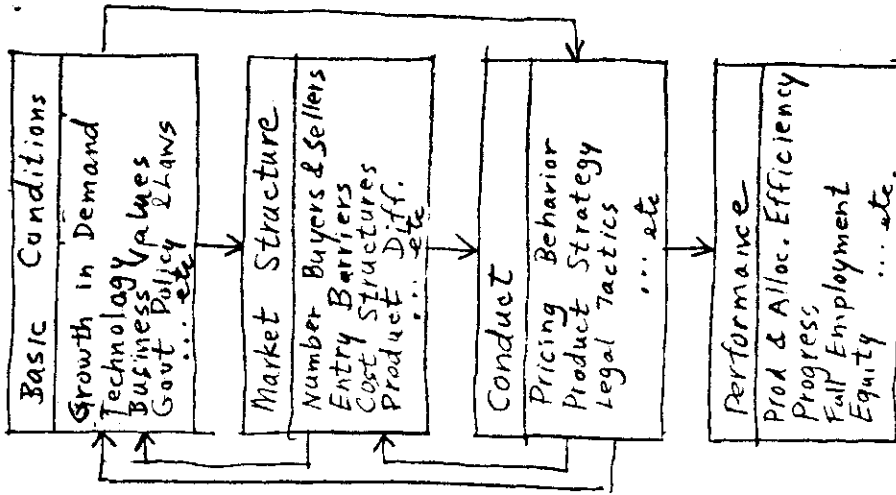 Basic Conditions
Growth in Demand
Technology
Business Values
Govt Policy & Laws
... etc
Market Structure
Number Buyers & Sellers
Entry Barriers
Cost Structures
Product Diff.
... etc
Conduct
Pricing Behavior
Product Strategy
Legal Tactics
... etc
Performance
Prod & Alloc. Efficiency
Progress
Full Employment
Equity ... etc.